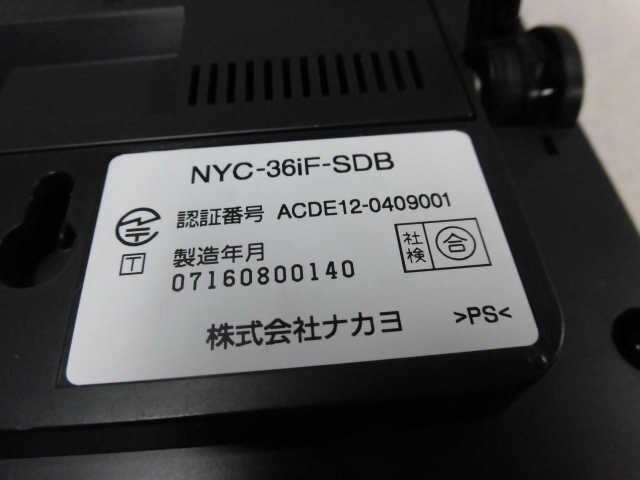 NYC-36iF-SDB
認証番号 ACDE12-0409001
T 製造年月
07160800140
社検 合
株式会社ナカヨ >PS<